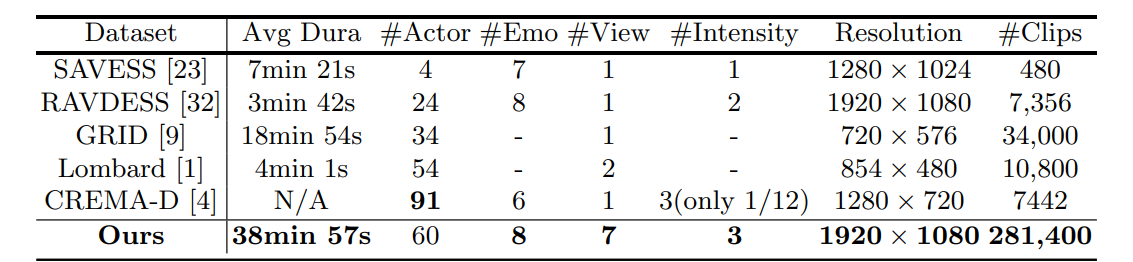 Dataset Avg Dura #Actor #Emo #View #Intensity Resolution #Clips
SAVESS [23] 7min 21s 4 7 1 1 1280 × 1024 480
RAVDESS [32] 3min 42s 24 8 1 2 1920 × 1080 7,356
GRID [9] 18min 54s 34 - 1 - 720 × 576 34,000
Lombard [1] 4min 1s 54 - 2 - 854 × 480 10,800
CREMA-D [4] N/A 91 6 1 3(only 1/12) 1280 × 720 7442
Ours 38min 57s 60 8 7 3 1920 × 1080 281,400